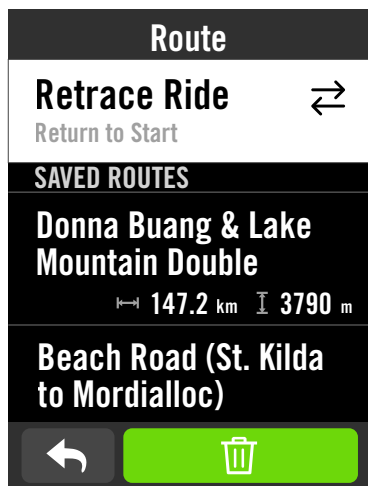 Route
Retrace Ride
Return to Start
SAVED ROUTES
Donna Buang & Lake
Mountain Double
147.2 km 3790 m
Beach Road (St. Kilda
to Mordialloc)